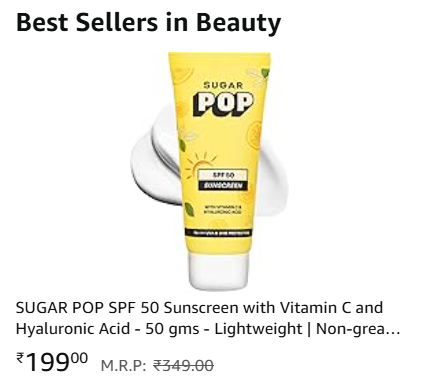 Best Sellers in Beauty
SUGAR
POP
SPF 50
SUNSCREEN
WITH VITAMIN C &
HYALURONIC ACID
SUGAR POP SPF 50 Sunscreen with Vitamin C and
Hyaluronic Acid - 50 gms - Lightweight | Non-grea...
₹199⁰⁰ M.R.P: ₹349.00